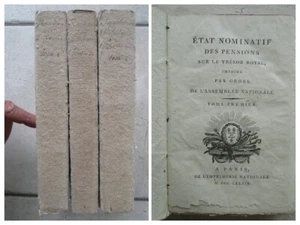 ÉTAT NOMINATIF
DES PENSIONS
SUR LE TRÉSOR ROYAL,
IMPRIMÉ
PAR ORDRE
DE L'ASSEMBLÉE NATIONALE.
TOME PREMIER.
A PARIS,
DE L'IMPRIMERIE NATIONALE.